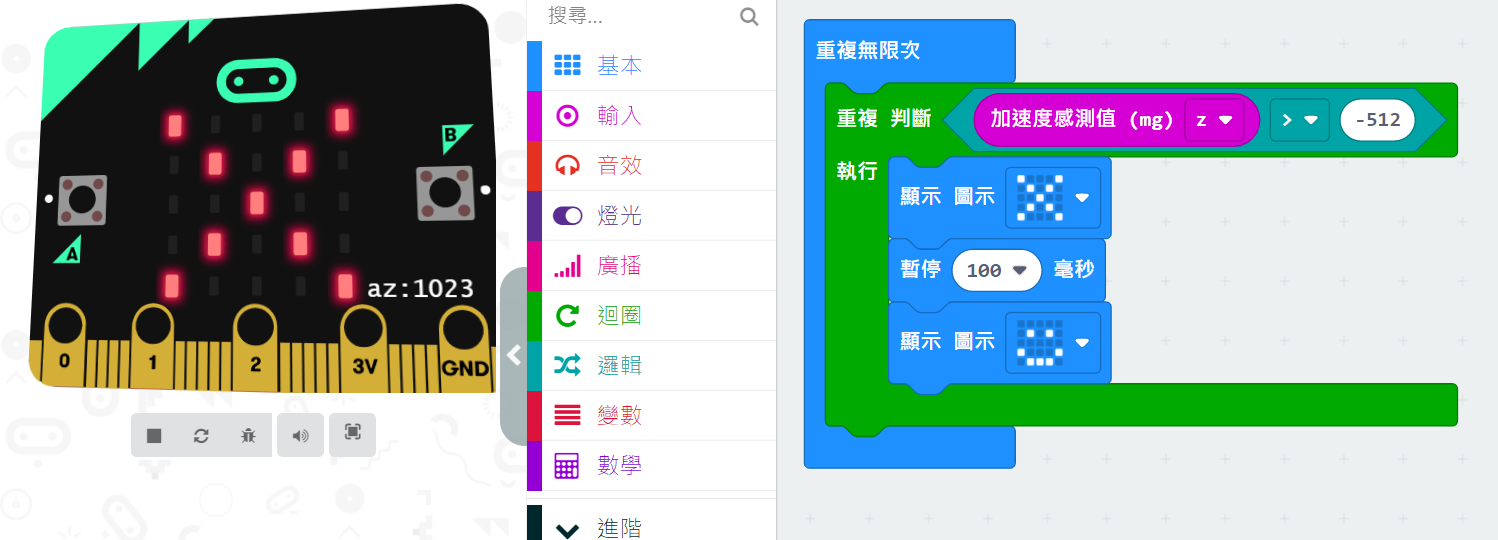 B
A
az:1023
0
1
2
3V
GND
搜尋...
基本
輸入
音效
燈光
廣播
迴圈
邏輯
變數
數學
進階
重複無限次
重複 判斷 加速度感測值 (mg) z > -512
執行
顯示 圖示
暫停 100 毫秒
顯示 圖示